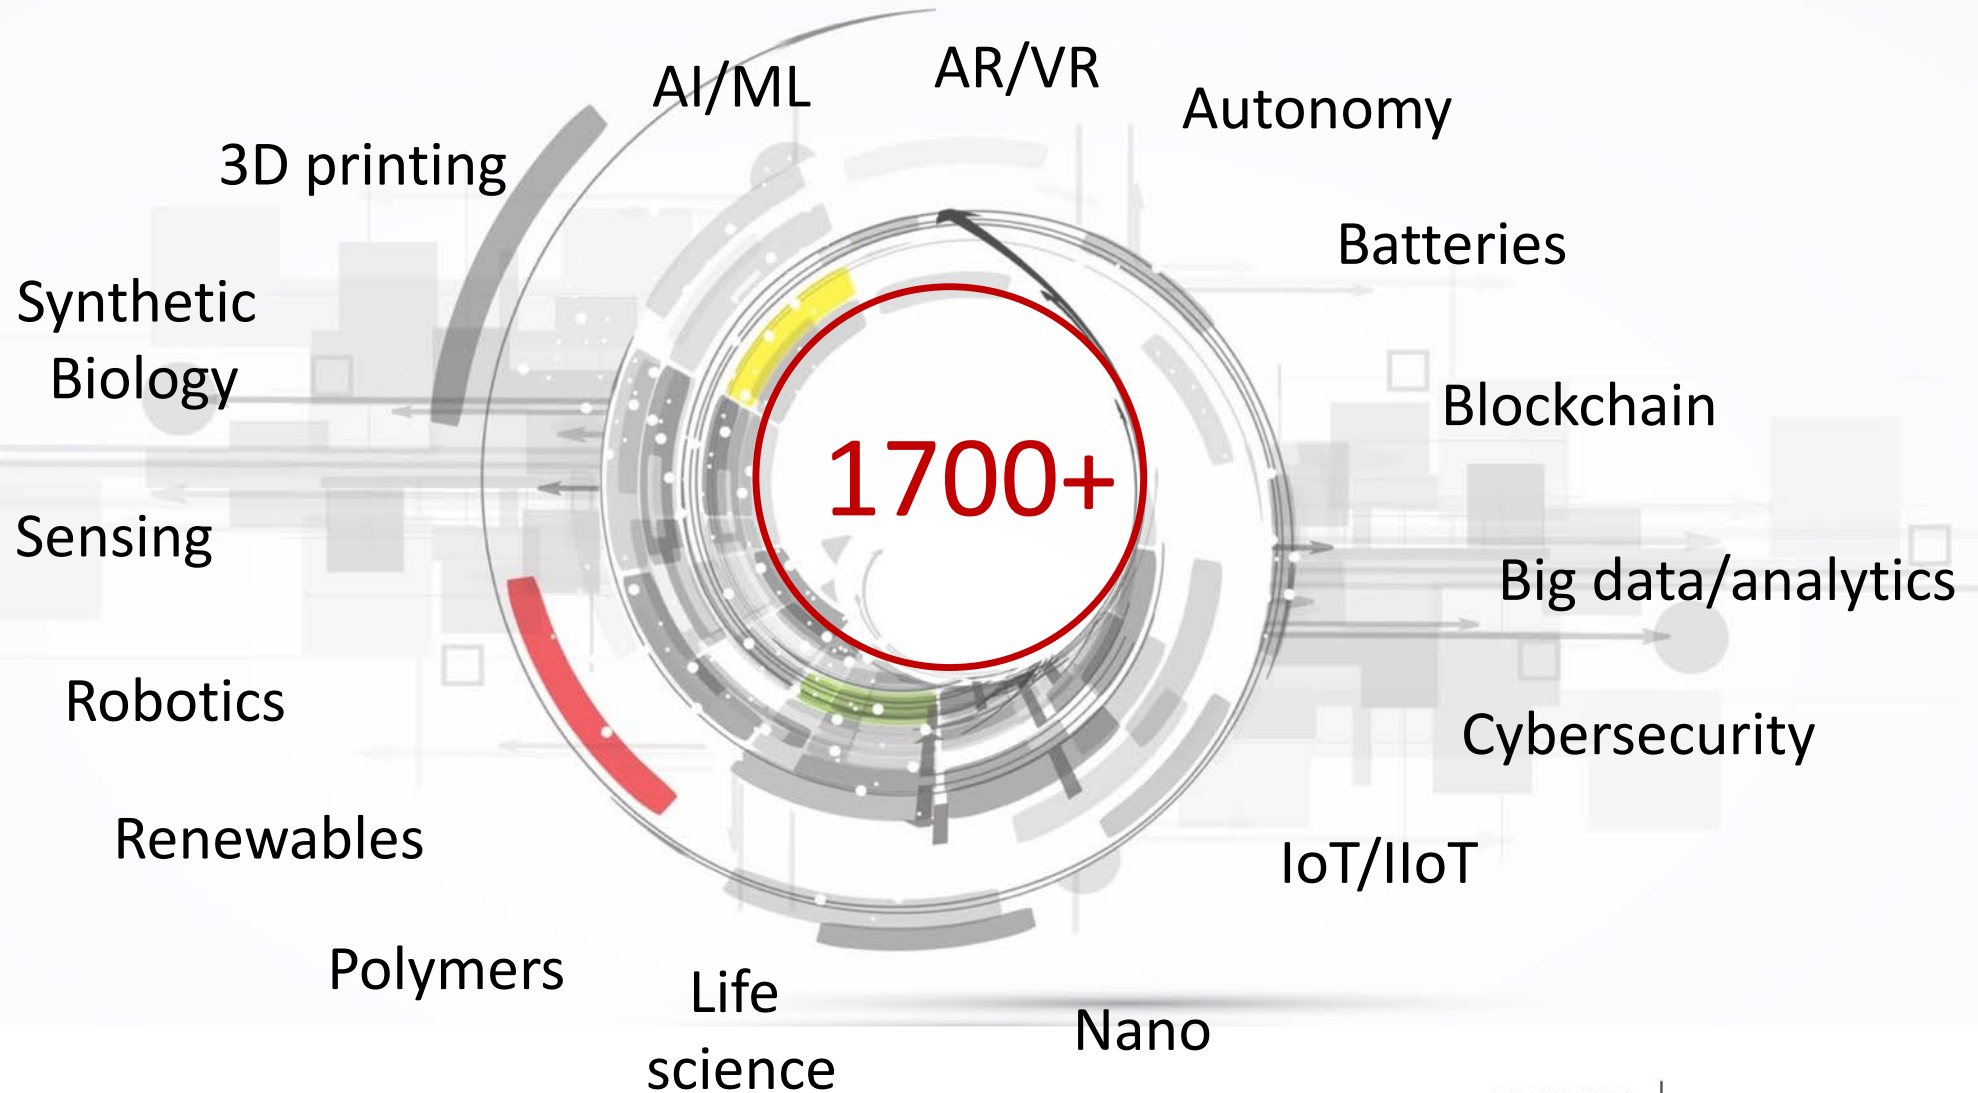 AI/ML
AR/VR
Autonomy
3D printing
Batteries
Synthetic
Biology
Blockchain
1700+
Sensing
Big data/analytics
Robotics
Cybersecurity
Renewables
IoT/IIoT
Polymers
Life
science
Nano